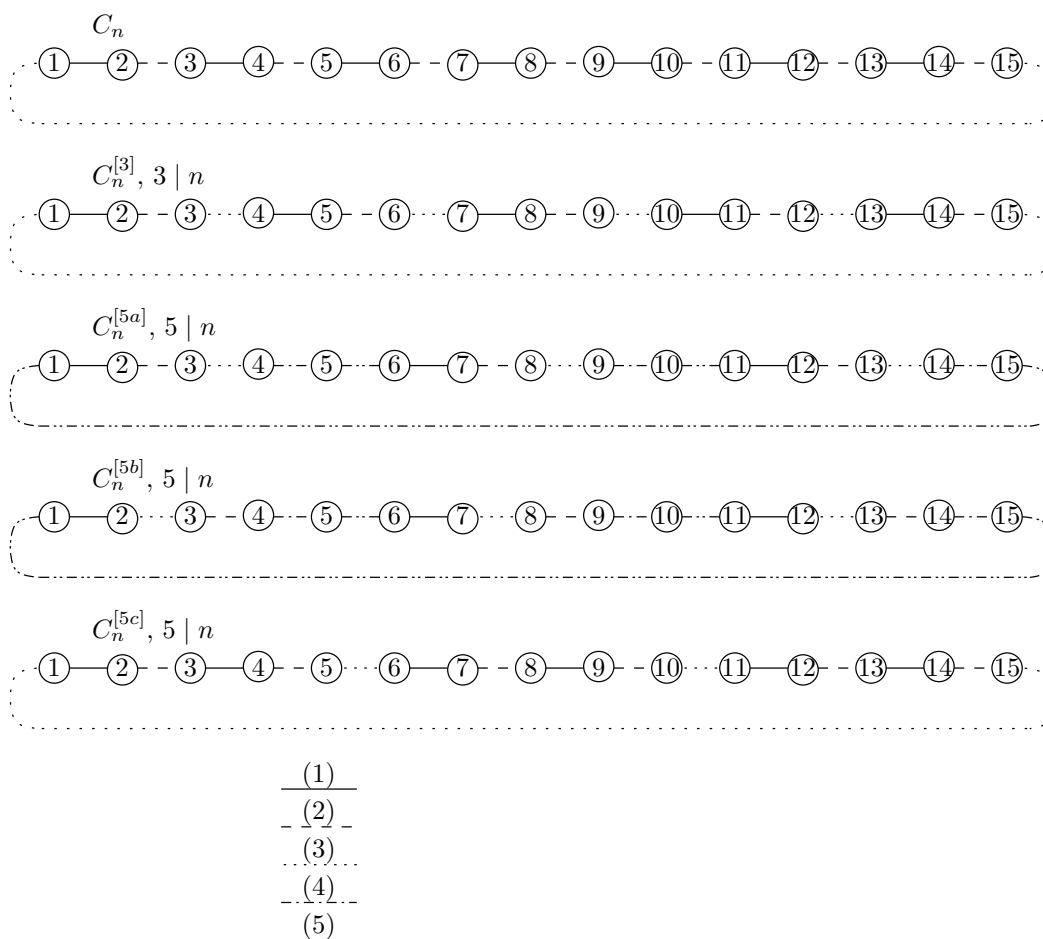 C_n
1 2 3 4 5 6 7 8 9 10 11 12 13 14 15
C_n^{[3]}, 3 | n
1 2 3 4 5 6 7 8 9 10 11 12 13 14 15
C_n^{[5a]}, 5 | n
1 2 3 4 5 6 7 8 9 10 11 12 13 14 15
C_n^{[5b]}, 5 | n
1 2 3 4 5 6 7 8 9 10 11 12 13 14 15
C_n^{[5c]}, 5 | n
1 2 3 4 5 6 7 8 9 10 11 12 13 14 15
(1)
(2)
(3)
(4)
(5)